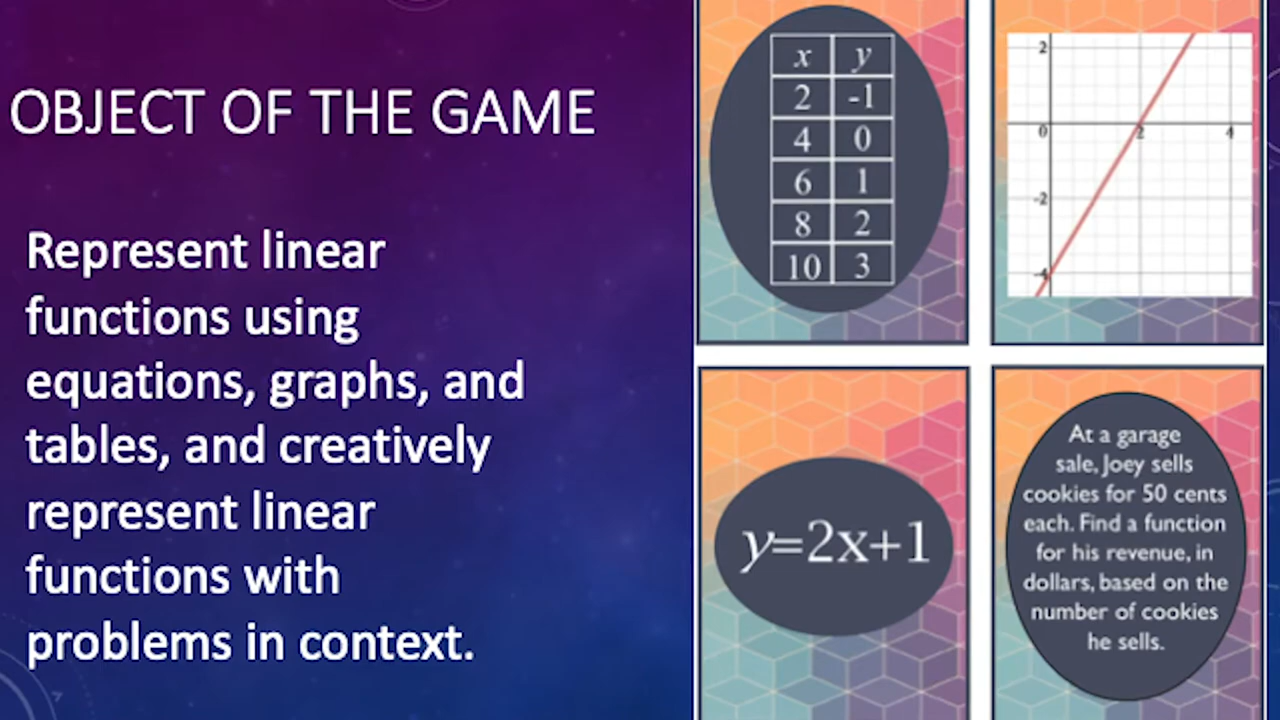 OBJECT OF THE GAME
Represent linear
functions using
equations, graphs, and
tables, and creatively
represent linear
functions with
problems in context.
x y
2 -1
4 0
6 1
8 2
10 3
2
0 2 4
-2
-4
y=2x+1
At a garage
sale, Joey sells
cookies for 50 cents
each. Find a function
for his revenue, in
dollars, based on the
number of cookies
he sells.